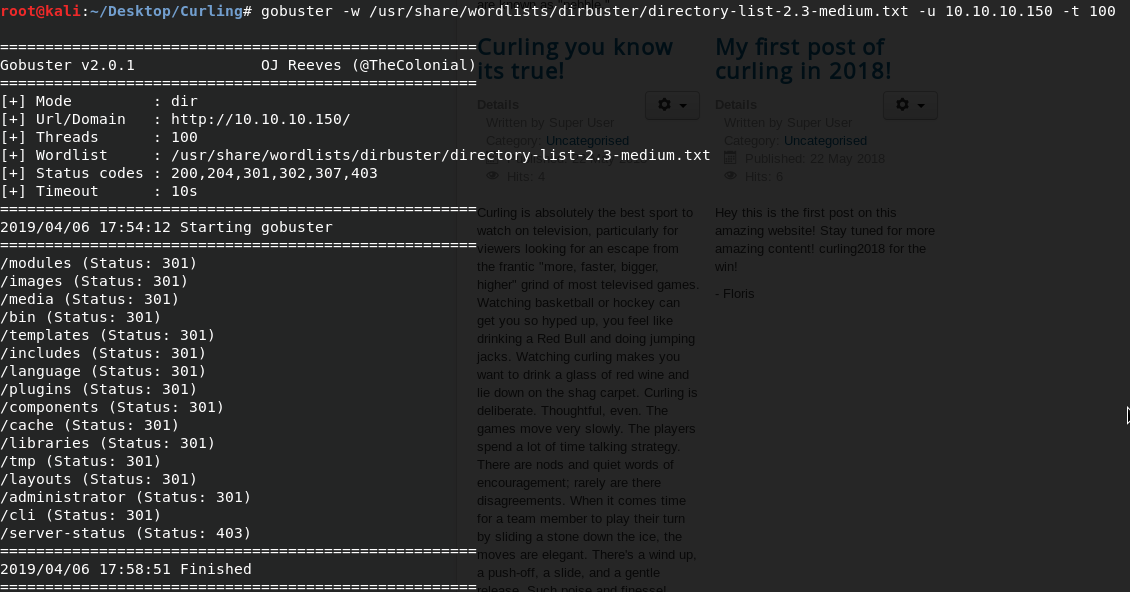 root@kali:~/Desktop/Curling# gobuster -w /usr/share/wordlists/dirbuster/directory-list-2.3-medium.txt -u 10.10.10.150 -t 100
=====================================================
Gobuster v2.0.1              OJ Reeves (@TheColonial)
=====================================================
[+] Mode         : dir
[+] Url/Domain   : http://10.10.10.150/
[+] Threads      : 100
[+] Wordlist     : /usr/share/wordlists/dirbuster/directory-list-2.3-medium.txt
[+] Status codes : 200,204,301,302,307,403
[+] Timeout      : 10s
=====================================================
2019/04/06 17:54:12 Starting gobuster
=====================================================
/modules (Status: 301)
/images (Status: 301)
/media (Status: 301)
/bin (Status: 301)
/templates (Status: 301)
/includes (Status: 301)
/language (Status: 301)
/plugins (Status: 301)
/components (Status: 301)
/cache (Status: 301)
/libraries (Status: 301)
/tmp (Status: 301)
/layouts (Status: 301)
/administrator (Status: 301)
/cli (Status: 301)
/server-status (Status: 403)
=====================================================
2019/04/06 17:58:51 Finished
=====================================================
Curling you know
its true!
Details
Written by Super User
Category: Uncategorised
Hits: 4
Curling is absolutely the best sport to
watch on television, particularly for
viewers looking for an escape from
the frantic "more, faster, bigger,
higher" grind of most televised games.
Watching basketball or hockey can
get you so hyped up, you feel like
drinking a Red Bull and doing jumping
jacks. Watching curling makes you
want to drink a glass of red wine and
lie down on the shag carpet. Curling is
deliberate. Thoughtful, even. The
games move very slowly. The players
spend a lot of time talking strategy.
There are nods and quiet words of
encouragement; rarely are there
disagreements. When it comes time
for a team member to play their turn
by sliding a stone down the ice, the
moves are elegant. There's a wind up,
a push-off, a slide, and a gentle
release. Such poise and finesse!
My first post of
curling in 2018!
Details
Written by Super User
Category: Uncategorised
Published: 22 May 2018
Hits: 6
Hey this is the first post on this
amazing website! Stay tuned for more
amazing content! curling2018 for the
win!
- Floris